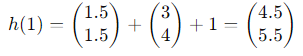 h(1) = (1.5 1.5) + (3 4) + 1 = (4.5 5.5)